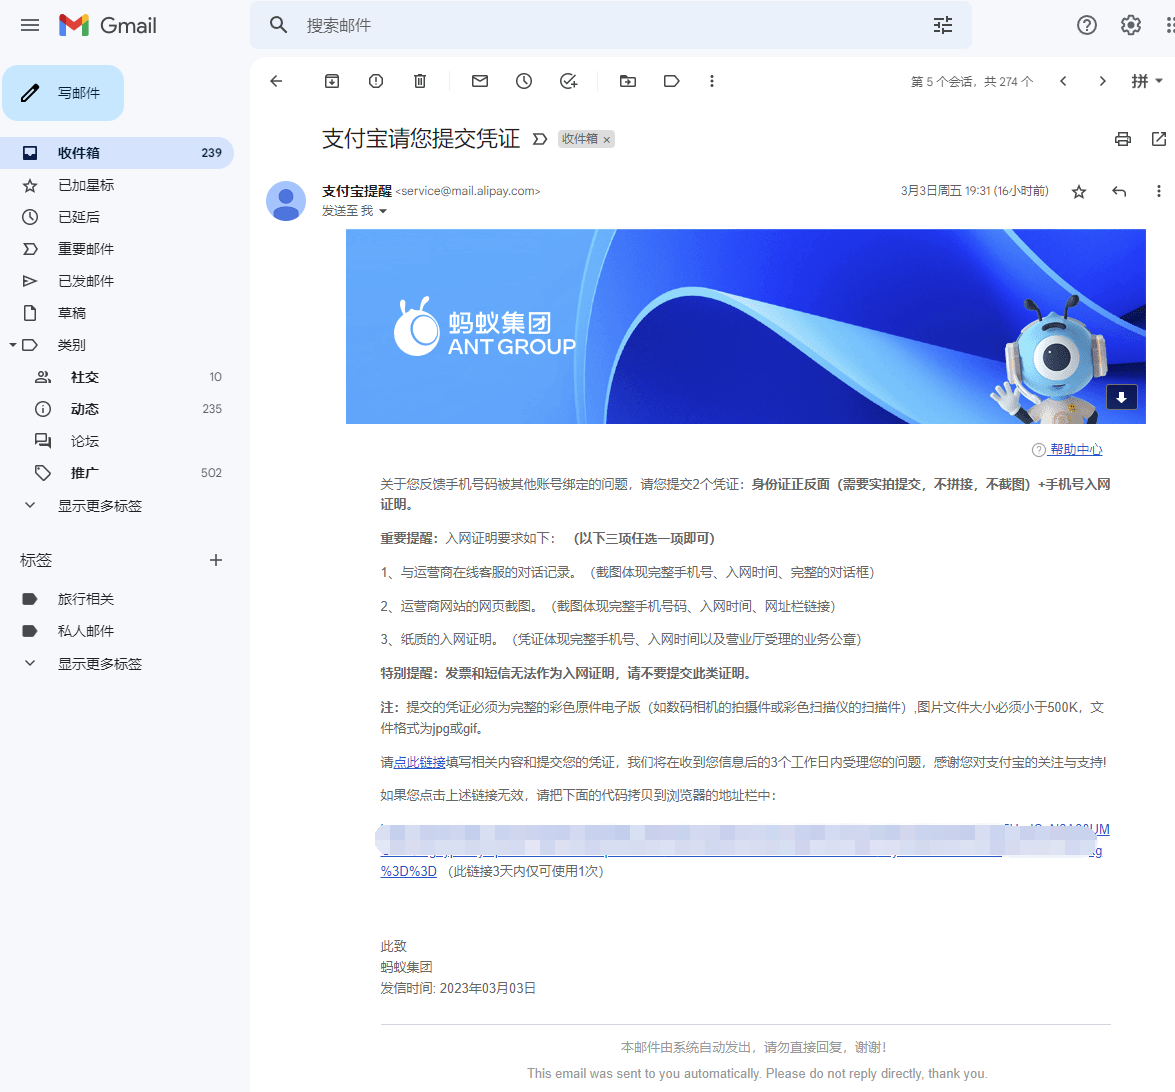 Gmail
搜索邮件
写邮件
第 5 个会话，共 274 个
拼
收件箱 239
已加星标
已延后
重要邮件
已发邮件
草稿
类别
社交 10
动态 235
论坛
推广 502
显示更多标签
标签
旅行相关
私人邮件
显示更多标签
支付宝请您提交凭证
收件箱 ×
支付宝提醒 <service@mail.alipay.com>
3月3日周五 19:31 (16小时前)
发送至 我
蚂蚁集团
ANT GROUP
帮助中心
关于您反馈手机号码被其他账号绑定的问题，请您提交2个凭证：身份证正反面（需要实拍提交，不拼接，不截图）+手机号入网
证明。
重要提醒：入网证明要求如下：（以下三项任选一项即可）
1、与运营商在线客服的对话记录。（截图体现完整手机号、入网时间、完整的对话框）
2、运营商网站的网页截图。（截图体现完整手机号码、入网时间、网址栏链接）
3、纸质的入网证明。（凭证体现完整手机号、入网时间以及营业厅受理的业务公章）
特别提醒：发票和短信无法作为入网证明，请不要提交此类证明。
注：提交的凭证必须为完整的彩色原件电子版（如数码相机的拍摄件或彩色扫描仪的扫描件）,图片文件大小必须小于500K，文
件格式为jpg或gif。
请点此链接填写相关内容和提交您的凭证，我们将在收到您信息后的3个工作日内受理您的问题，感谢您对支付宝的关注与支持!
如果您点击上述链接无效，请把下面的代码拷贝到浏览器的地址栏中：
%3D%3D （此链接3天内仅可使用1次）
此致
蚂蚁集团
发信时间: 2023年03月03日
本邮件由系统自动发出，请勿直接回复，谢谢！
This email was sent to you automatically. Please do not reply directly, thank you.